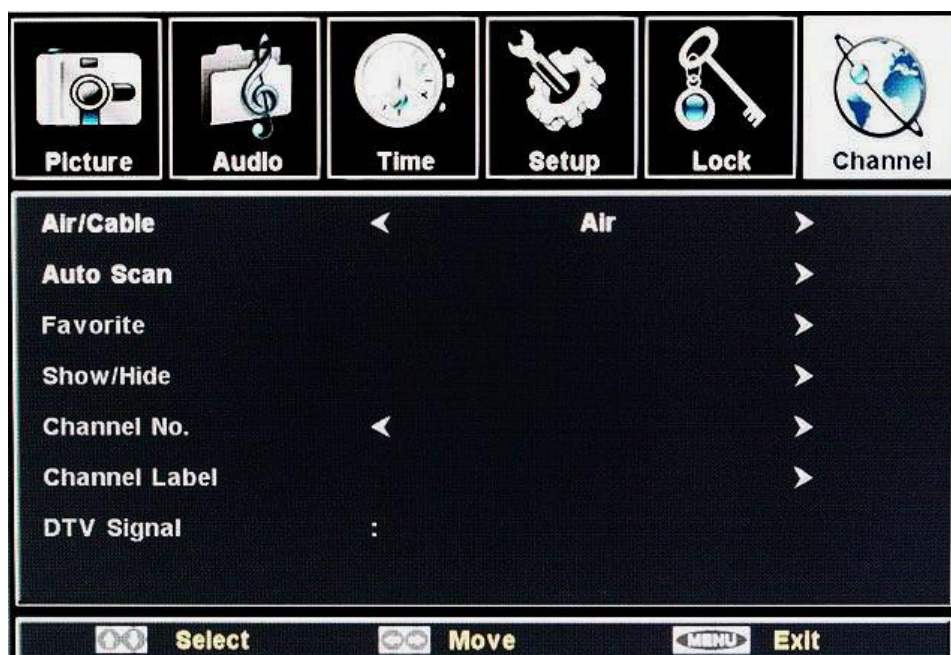 Picture Audio Time Setup Lock Channel
Air/Cable Air
Auto Scan
Favorite
Show/Hide
Channel No.
Channel Label
DTV Signal :
Select Move MENU Exit